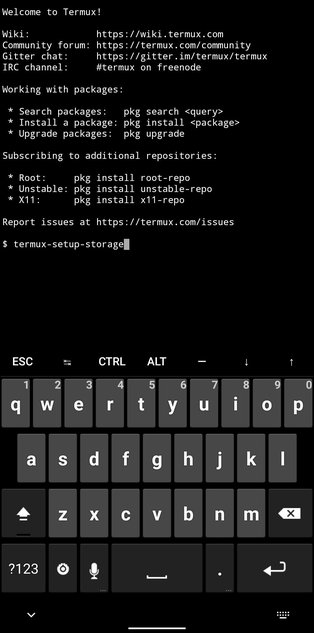 Welcome to Termux!
Wiki: https://wiki.termux.com
Community forum: https://termux.com/community
Gitter chat: https://gitter.im/termux/termux
IRC channel: #termux on freenode
Working with packages:
* Search packages: pkg search <query>
* Install a package: pkg install <package>
* Upgrade packages: pkg upgrade
Subscribing to additional repositories:
* Root: pkg install root-repo
* Unstable: pkg install unstable-repo
* X11: pkg install x11-repo
Report issues at https://termux.com/issues
$ termux-setup-storage
ESC CTRL ALT — ↓ ↑
1 2 3 4 5 6 7 8 9 0
q w e r t y u i o p
a s d f g h j k l
z x c v b n m
?123 .